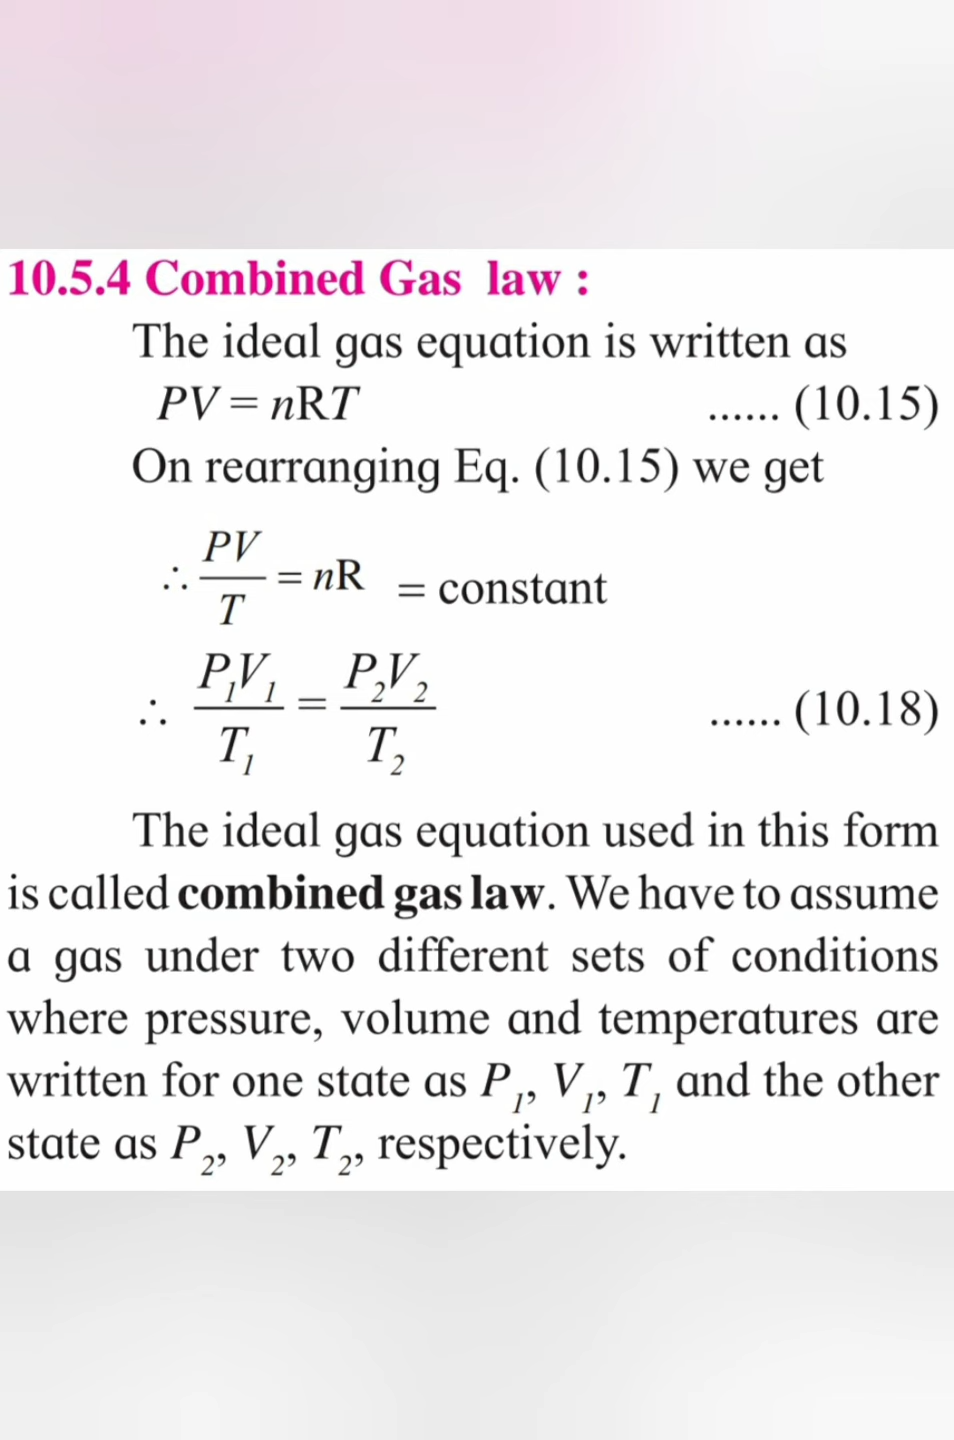 10.5.4 Combined Gas law :
The ideal gas equation is written as
PV = nRT ...... (10.15)
On rearranging Eq. (10.15) we get
∴ PV/T = nR = constant
∴ P₁V₁/T₁ = P₂V₂/T₂ ...... (10.18)
The ideal gas equation used in this form
is called combined gas law. We have to assume
a gas under two different sets of conditions
where pressure, volume and temperatures are
written for one state as P₁, V₁, T₁ and the other
state as P₂, V₂, T₂, respectively.